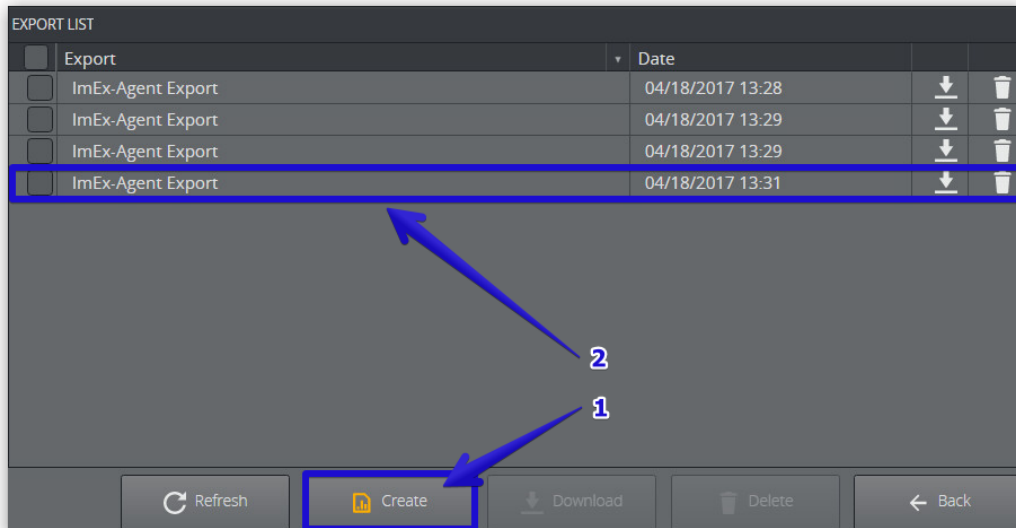 EXPORT LIST
Export Date
ImEx-Agent Export 04/18/2017 13:28
ImEx-Agent Export 04/18/2017 13:29
ImEx-Agent Export 04/18/2017 13:29
ImEx-Agent Export 04/18/2017 13:31
2
1
Refresh Create Download Delete Back